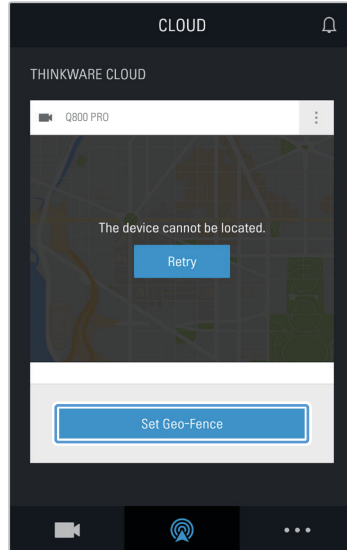 CLOUD
THINKWARE CLOUD
Q800 PRO
The device cannot be located.
Retry
Set Geo-Fence